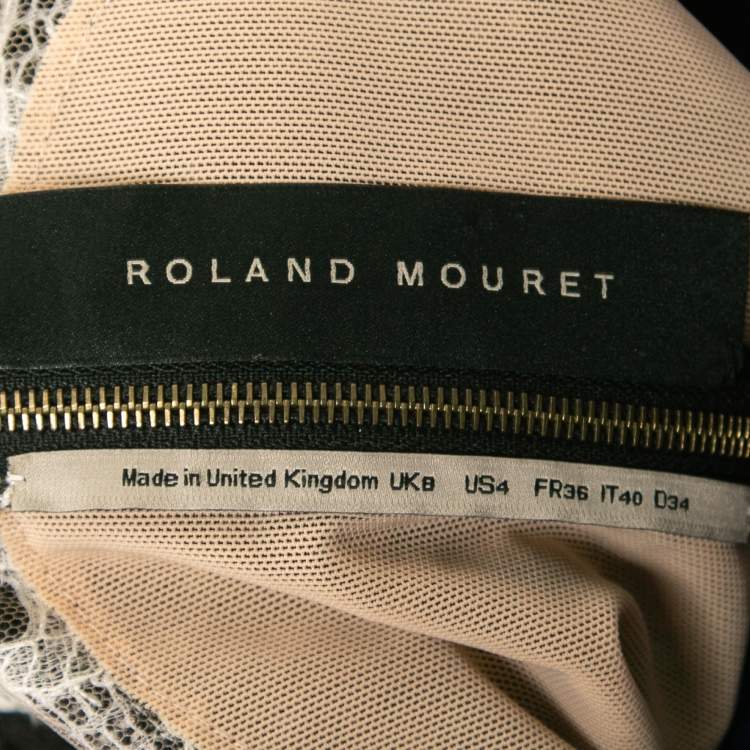 ROLAND MOURET
Made in United Kingdom UK8 US4 FR36 IT40 D34